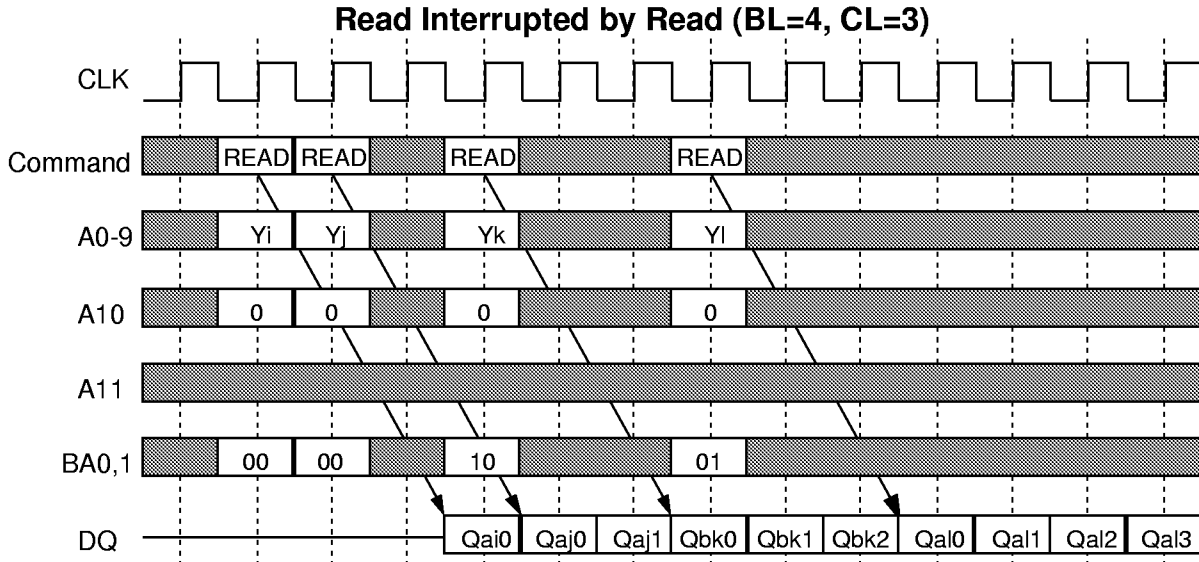 Read Interrupted by Read (BL=4, CL=3)
CLK
Command READ READ READ READ
A0-9 Yi Yj Yk Yl
A10 0 0 0 0
A11
BA0,1 00 00 10 01
DQ Qai0 Qaj0 Qaj1 Qbk0 Qbk1 Qbk2 Qal0 Qal1 Qal2 Qal3